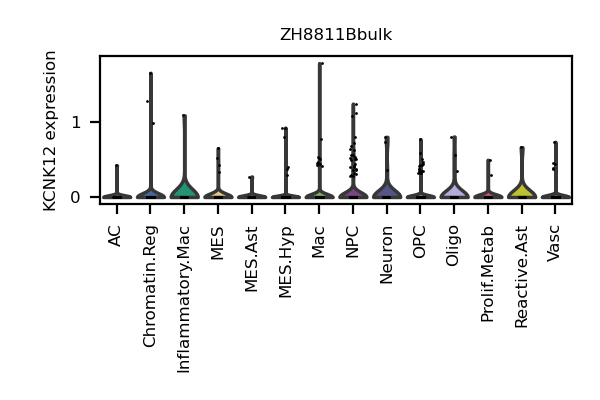 ZH8811Bbulk
KCNK12 expression
1
0
AC
Chromatin.Reg
Inflammatory.Mac
MES
MES.Ast
MES.Hyp
Mac
NPC
Neuron
OPC
Oligo
Prolif.Metab
Reactive.Ast
Vasc